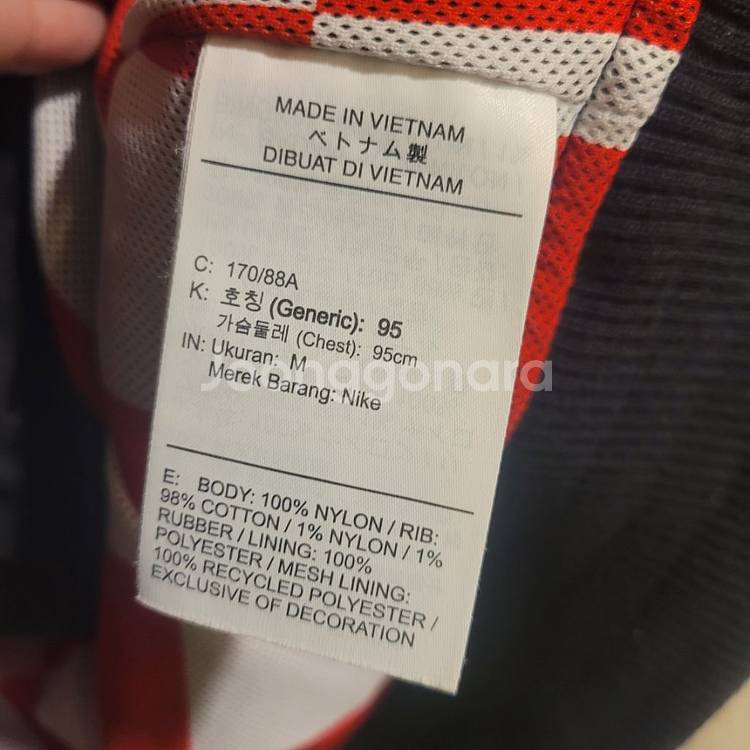 MADE IN VIETNAM
ベトナム製
DIBUAT DI VIETNAM
C: 170/88A
K: 호칭 (Generic): 95
가슴둘레 (Chest): 95cm
IN: Ukuran: M
Merek Barang: Nike
joonggonara
E: BODY: 100% NYLON / RIB:
98% COTTON / 1% NYLON / 1%
RUBBER / LINING: 100%
POLYESTER / MESH LINING:
100% RECYCLED POLYESTER /
EXCLUSIVE OF DECORATION